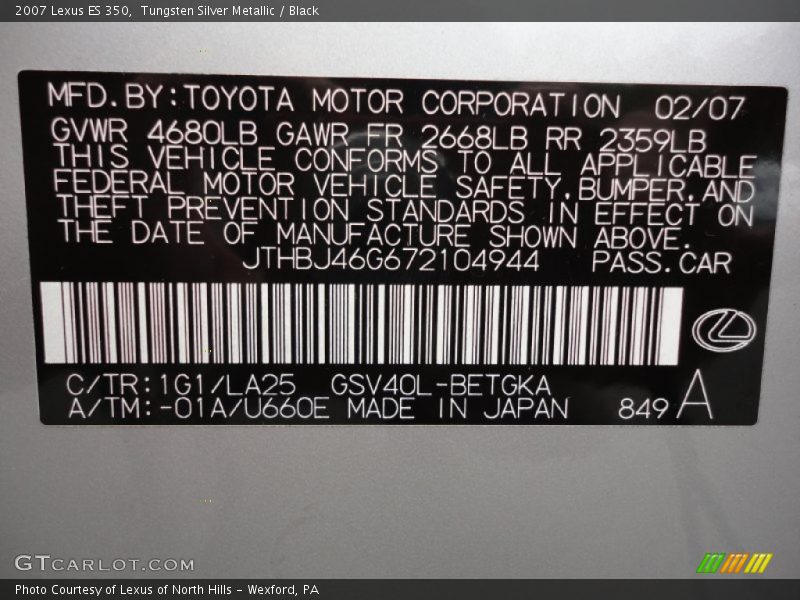 2007 Lexus ES 350,  Tungsten Silver Metallic / Black
MFD.BY:TOYOTA MOTOR CORPORATION 02/07
GVWR 4680LB GAWR FR 2668LB RR 2359LB
THIS VEHICLE CONFORMS TO ALL APPLICABLE
FEDERAL MOTOR VEHICLE SAFETY,BUMPER,AND
THEFT PREVENTION STANDARDS IN EFFECT ON
THE DATE OF MANUFACTURE SHOWN ABOVE.
JTHBJ46G672104944 PASS.CAR
C/TR:1G1/LA25 GSV40L-BETGKA
A/TM:-01A/U660E MADE IN JAPAN 849 A
GTCARLOT.COM
Photo Courtesy of Lexus of North Hills - Wexford, PA